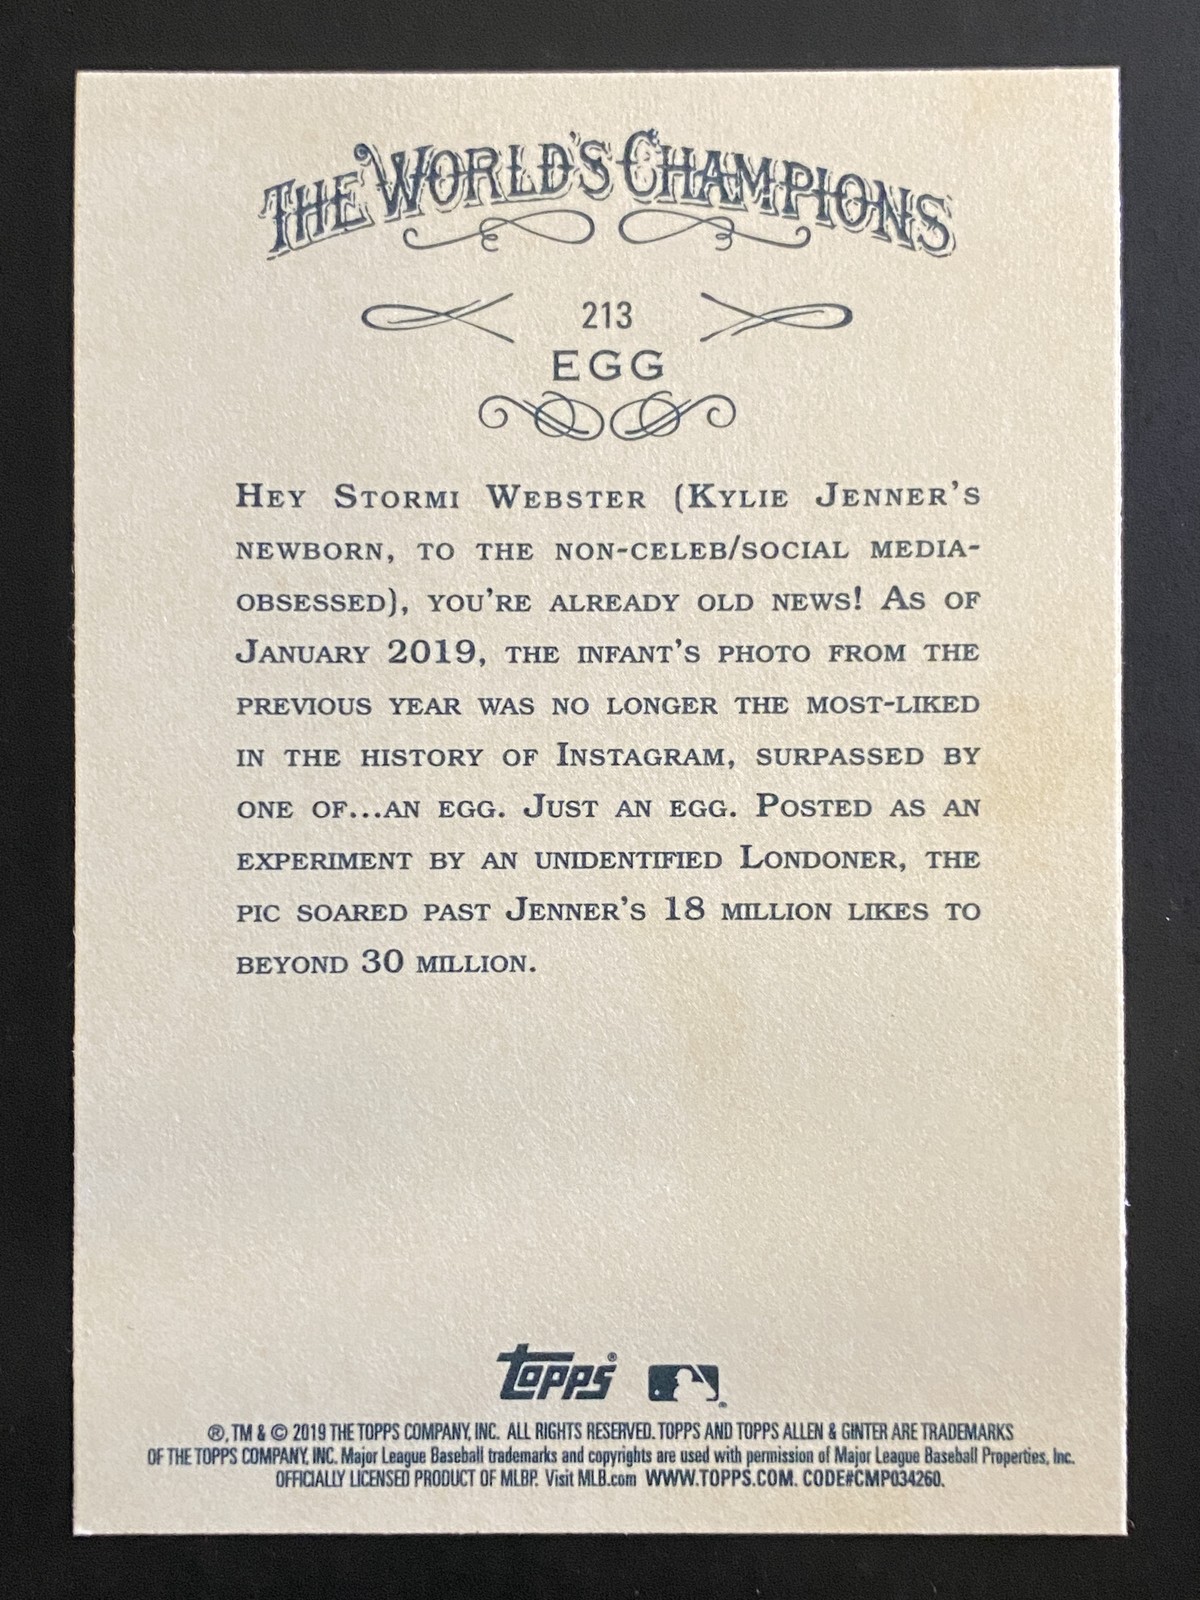 THE WORLD'S CHAMPIONS
213
EGG
HEY STORMI WEBSTER (KYLIE JENNER'S
NEWBORN, TO THE NON-CELEB/SOCIAL MEDIA-
OBSESSED), YOU'RE ALREADY OLD NEWS! AS OF
JANUARY 2019, THE INFANT'S PHOTO FROM THE
PREVIOUS YEAR WAS NO LONGER THE MOST-LIKED
IN THE HISTORY OF INSTAGRAM, SURPASSED BY
ONE OF...AN EGG. JUST AN EGG. POSTED AS AN
EXPERIMENT BY AN UNIDENTIFIED LONDONER, THE
PIC SOARED PAST JENNER'S 18 MILLION LIKES TO
BEYOND 30 MILLION.
Topps®
®, TM & © 2019 THE TOPPS COMPANY, INC. ALL RIGHTS RESERVED. TOPPS AND TOPPS ALLEN & GINTER ARE TRADEMARKS
OF THE TOPPS COMPANY, INC. Major League Baseball trademarks and copyrights are used with permission of Major League Baseball Properties, Inc.
OFFICIALLY LICENSED PRODUCT OF MLBP. Visit MLB.com WWW.TOPPS.COM. CODE#CMP034260.